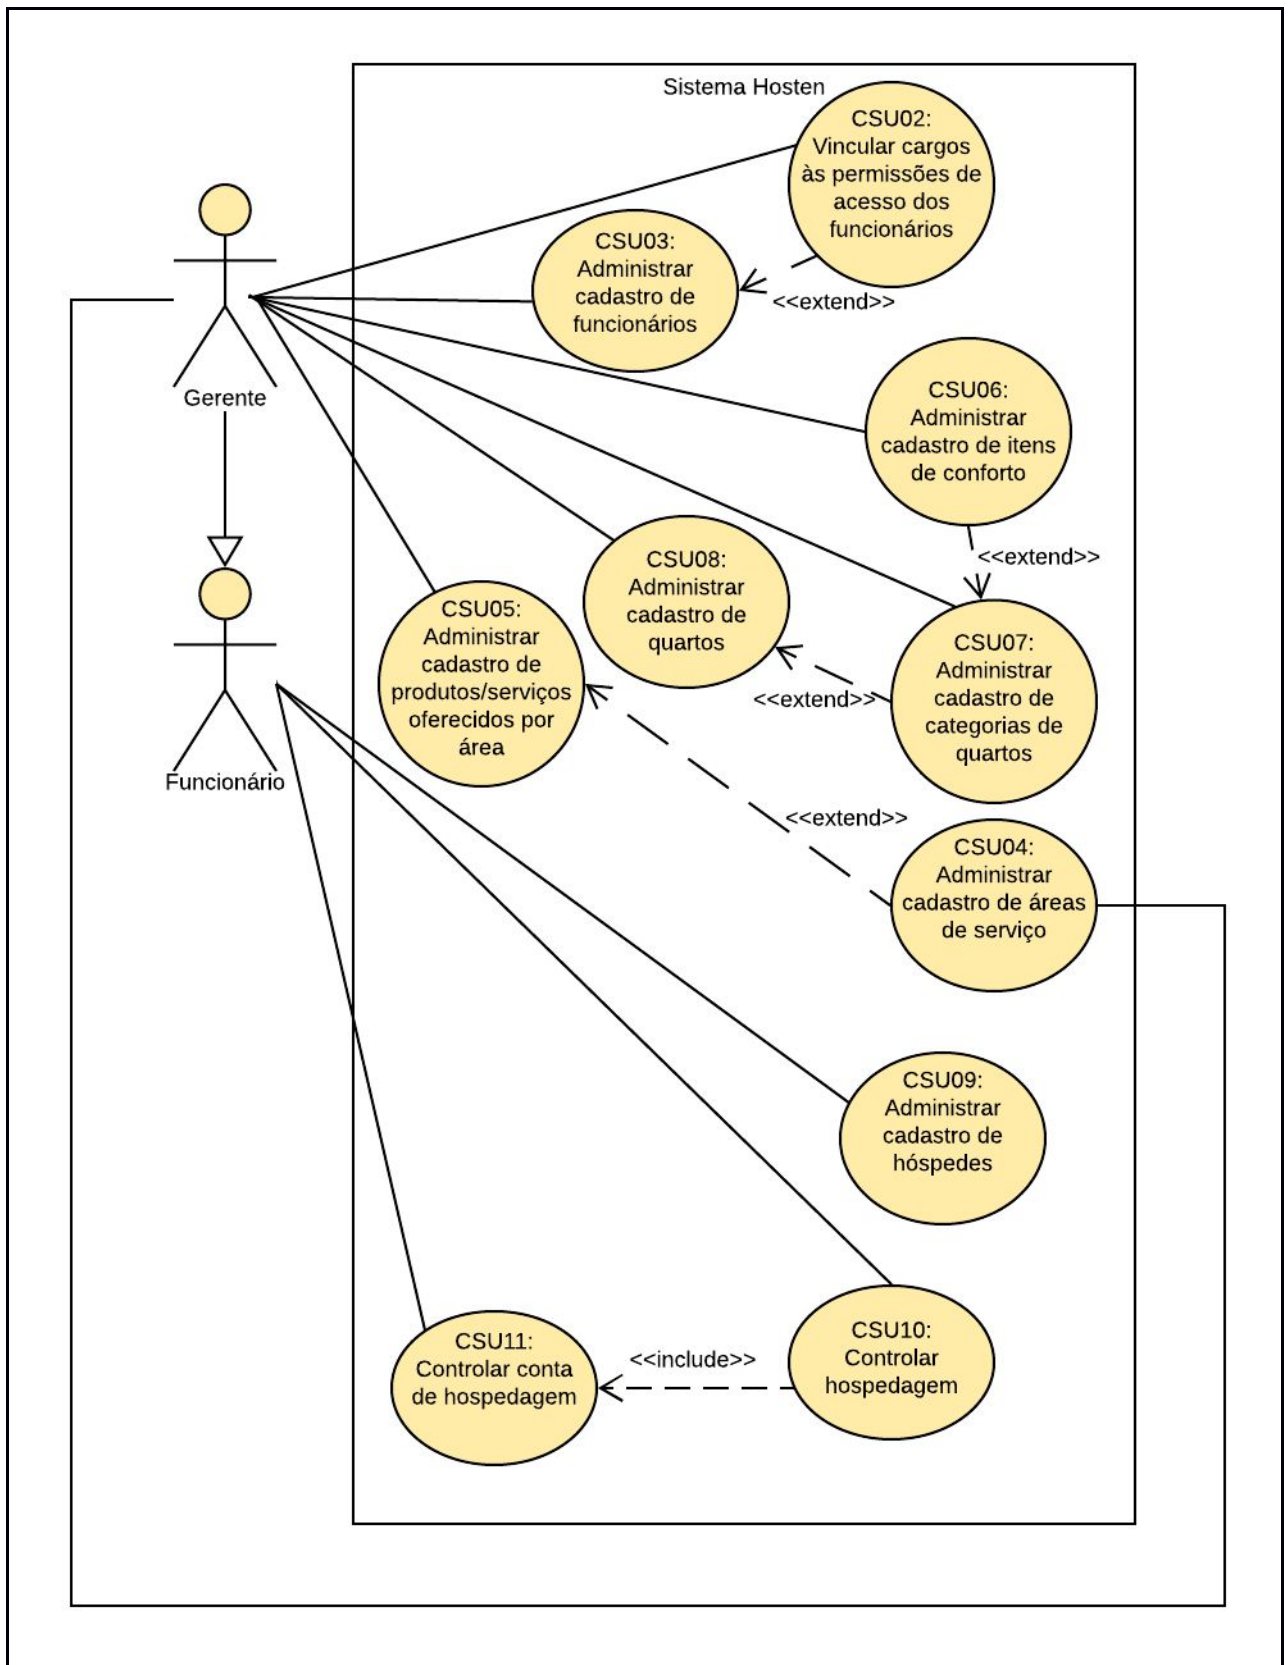 Sistema Hosten
CSU02:
Vincular cargos
às permissões de
acesso dos
funcionários
CSU03:
Administrar
cadastro de
funcionários
<<extend>>
Gerente
CSU06:
Administrar
cadastro de itens
de conforto
<<extend>>
CSU08:
Administrar
cadastro de
quartos
CSU05:
Administrar
cadastro de
produtos/serviços
oferecidos por
área
CSU07:
Administrar
cadastro de
categorias de
quartos
<<extend>>
Funcionário
<<extend>>
CSU04:
Administrar
cadastro de áreas
de serviço
CSU09:
Administrar
cadastro de
hóspedes
CSU11:
Controlar conta
de hospedagem
<<include>>
CSU10:
Controlar
hospedagem